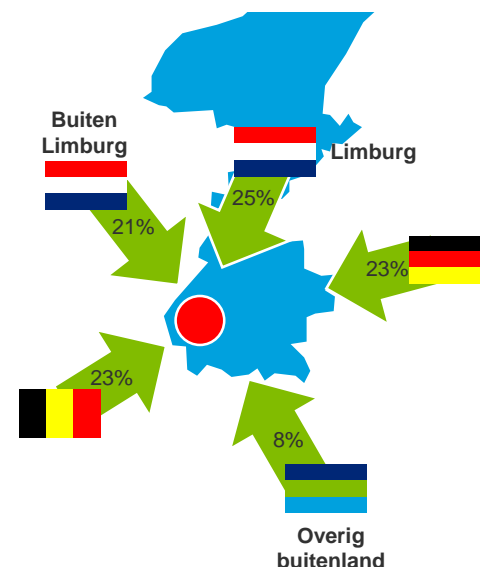 Buiten
Limburg
Limburg
25%
21%
23%
23%
8%
Overig
buitenland